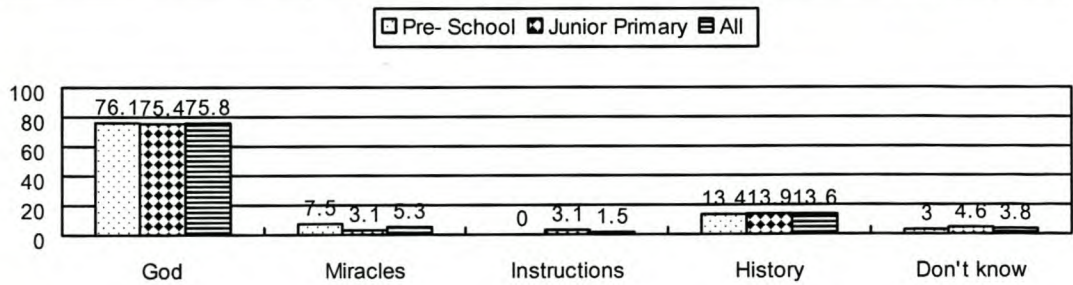 Pre- School Junior Primary All
100
80
60
40
20
0
76.1 75.4 75.8
7.5 3.1 5.3
0 3.1 1.5
13.4 13.9 13.6
3 4.6 3.8
God Miracles Instructions History Don't know